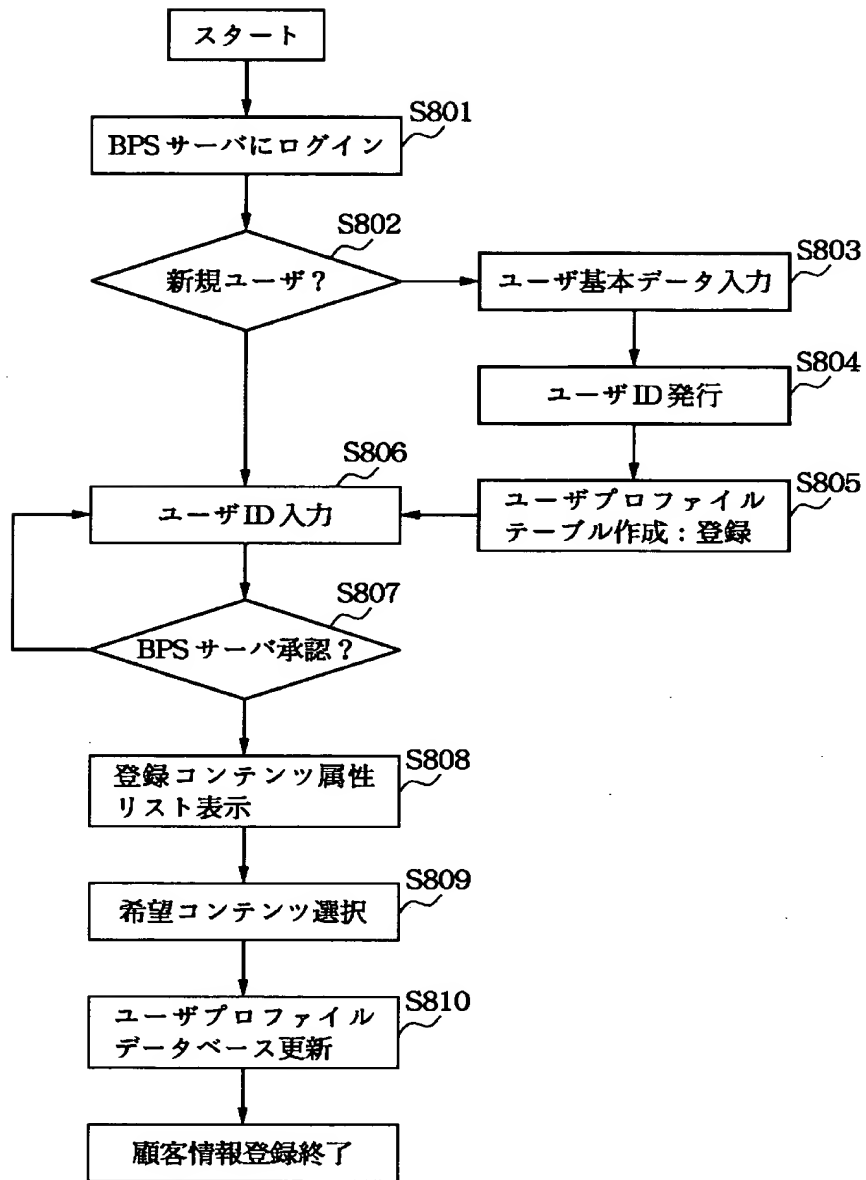 スタート
S801
BPSサーバにログイン
S802
新規ユーザ？
S803
ユーザ基本データ入力
S804
ユーザID発行
S805
ユーザプロファイル
テーブル作成：登録
S806
ユーザID入力
S807
BPSサーバ承認？
S808
登録コンテンツ属性
リスト表示
S809
希望コンテンツ選択
S810
ユーザプロファイル
データベース更新
顧客情報登録終了